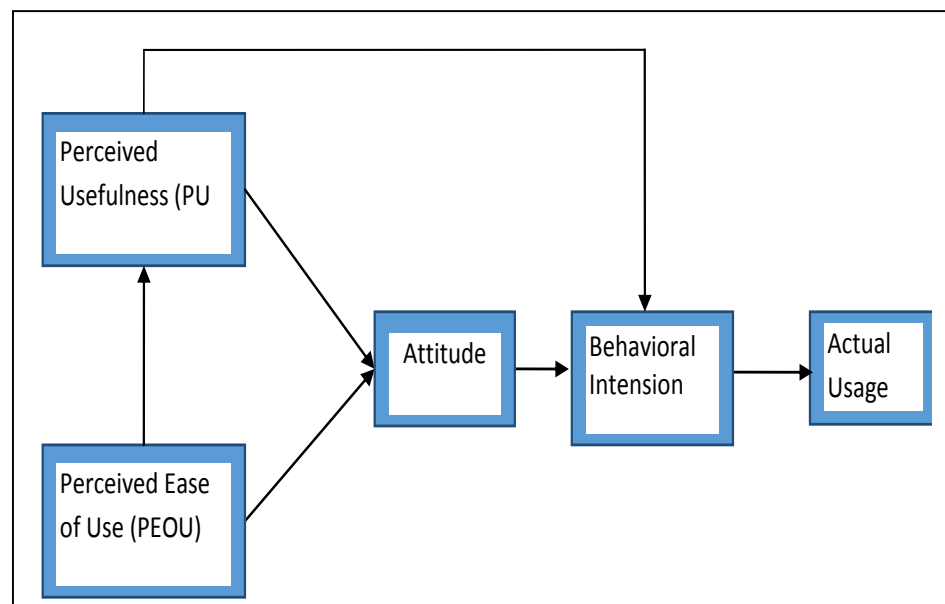 Perceived
Usefulness (PU
Perceived Ease
of Use (PEOU)
Attitude
Behavioral
Intension
Actual
Usage